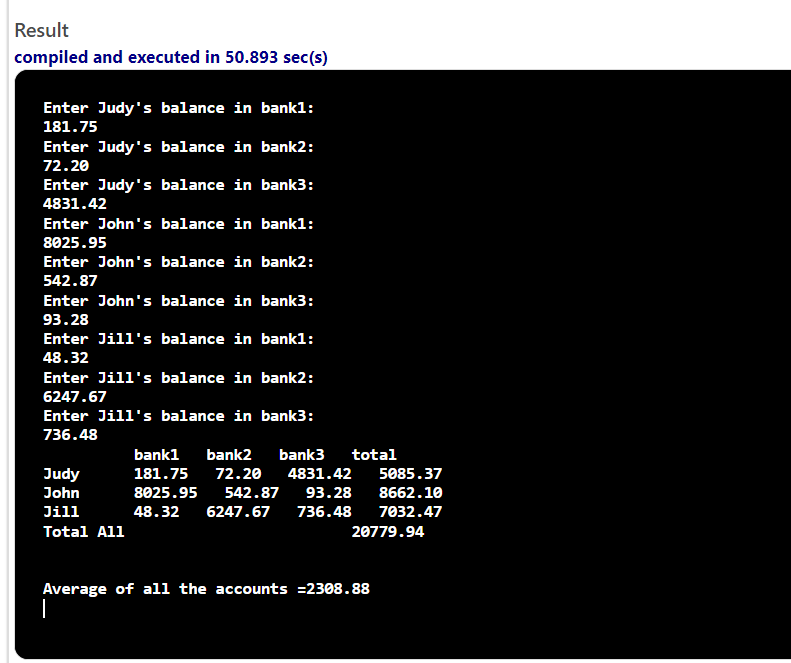 Result
compiled and executed in 50.893 sec(s)
Enter Judy's balance in bank1:
181.75
Enter Judy's balance in bank2:
72.20
Enter Judy's balance in bank3:
4831.42
Enter John's balance in bank1:
8025.95
Enter John's balance in bank2:
542.87
Enter John's balance in bank3:
93.28
Enter Jill's balance in bank1:
48.32
Enter Jill's balance in bank2:
6247.67
Enter Jill's balance in bank3:
736.48
          bank1   bank2   bank3   total
Judy      181.75   72.20   4831.42   5085.37
John      8025.95   542.87   93.28   8662.10
Jill      48.32   6247.67   736.48   7032.47
Total All                         20779.94
Average of all the accounts =2308.88